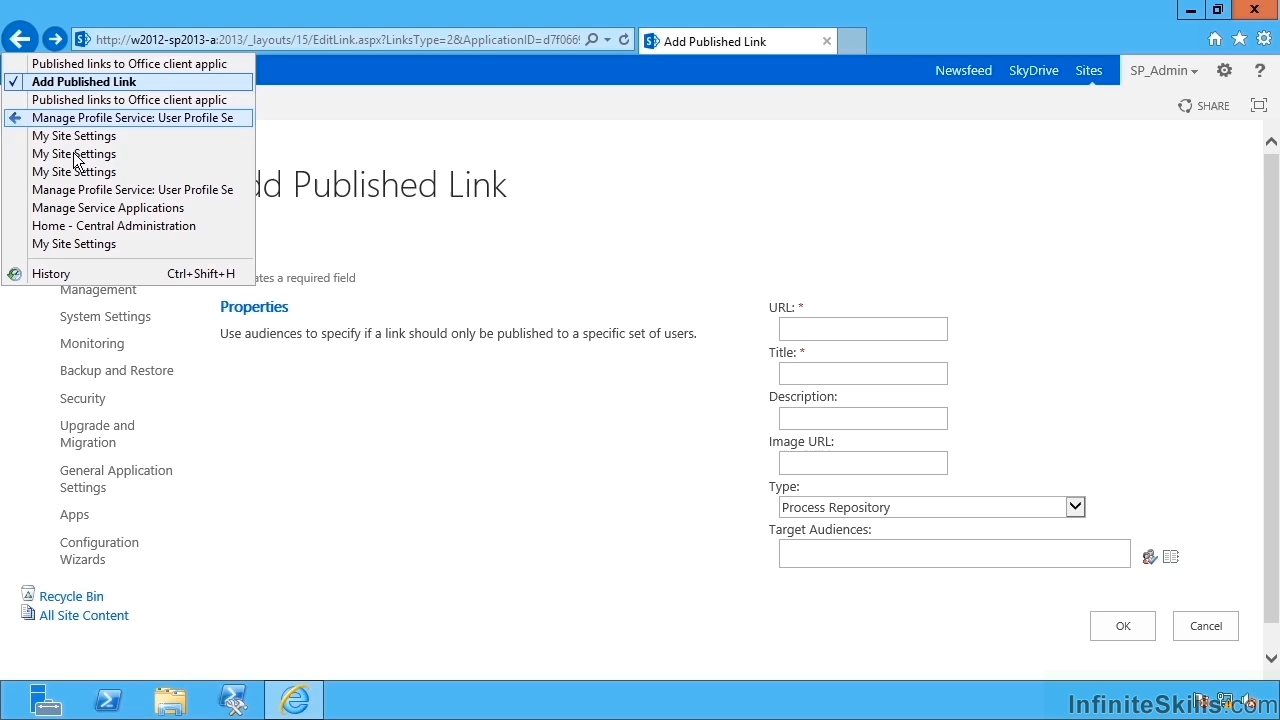 http://w2012-sp2013-a:2013/_layouts/15/EditLink.aspx?LinksType=2&ApplicationID=d7f066
Add Published Link
Newsfeed SkyDrive Sites SP_Admin ?
SHARE
Published links to Office client applic
Add Published Link
Published links to Office client applic
Manage Profile Service: User Profile Se
My Site Settings
My Site Settings
My Site Settings
Manage Profile Service: User Profile Se
Manage Service Applications
Home - Central Administration
My Site Settings
History Ctrl+Shift+H
dd Published Link
ates a required field
Management
System Settings
Monitoring
Backup and Restore
Security
Upgrade and
Migration
General Application
Settings
Apps
Configuration
Wizards
Recycle Bin
All Site Content
Properties
Use audiences to specify if a link should only be published to a specific set of users.
URL: *
Title: *
Description:
Image URL:
Type:
Process Repository
Target Audiences:
OK Cancel
InfiniteSkills.com